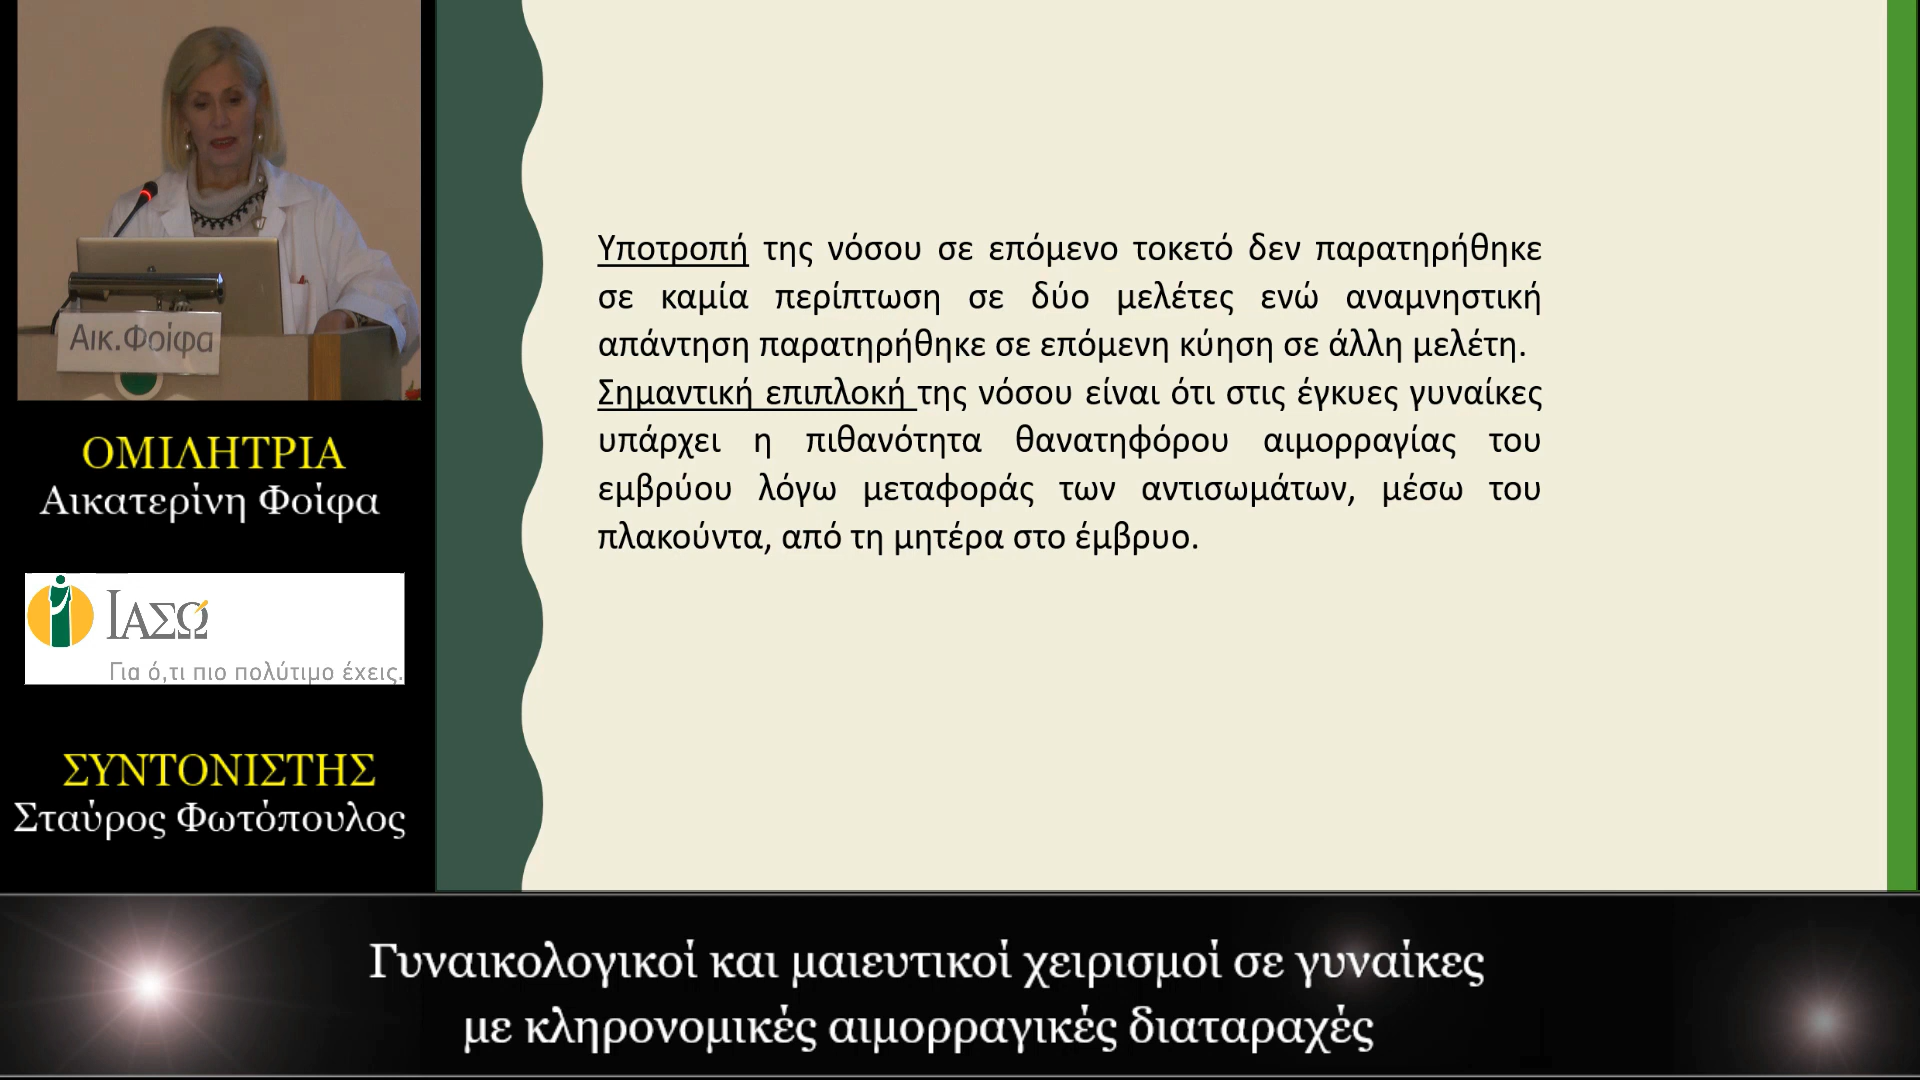 Αικ.Φοίφα
ΟΜΙΛΗΤΡΙΑ
Αικατερίνη Φοίφα
ΙΑΣΩ
Για ό,τι πιο πολύτιμο έχεις.
ΣΥΝΤΟΝΙΣΤΗΣ
Σταύρος Φωτόπουλος
Υποτροπή της νόσου σε επόμενο τοκετό δεν παρατηρήθηκε
σε καμία περίπτωση σε δύο μελέτες ενώ αναμνηστική
απάντηση παρατηρήθηκε σε επόμενη κύηση σε άλλη μελέτη.
Σημαντική επιπλοκή της νόσου είναι ότι στις έγκυες γυναίκες
υπάρχει η πιθανότητα θανατηφόρου αιμορραγίας του
εμβρύου λόγω μεταφοράς των αντισωμάτων, μέσω του
πλακούντα, από τη μητέρα στο έμβρυο.
Γυναικολογικοί και μαιευτικοί χειρισμοί σε γυναίκες
με κληρονομικές αιμορραγικές διαταραχές